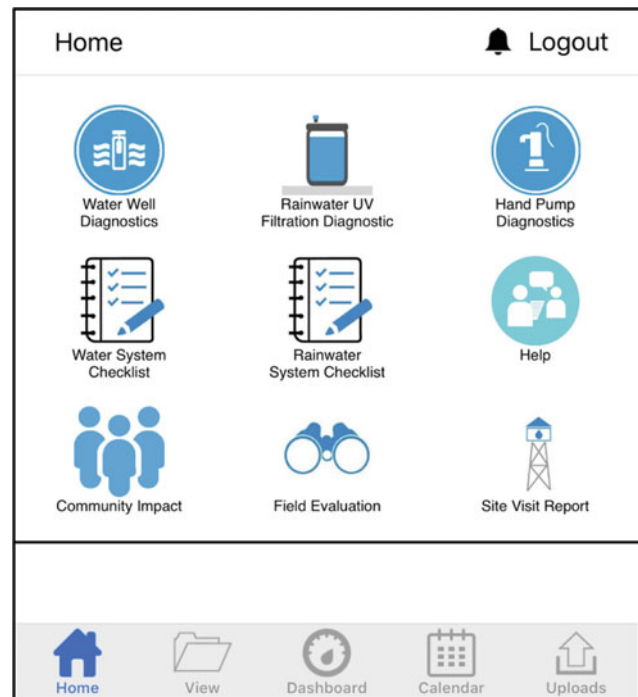 Home
Logout
Water Well
Diagnostics
Rainwater UV
Filtration Diagnostic
Hand Pump
Diagnostics
Water System
Checklist
Rainwater
System Checklist
Help
Community Impact
Field Evaluation
Site Visit Report
Home
View
Dashboard
Calendar
Uploads